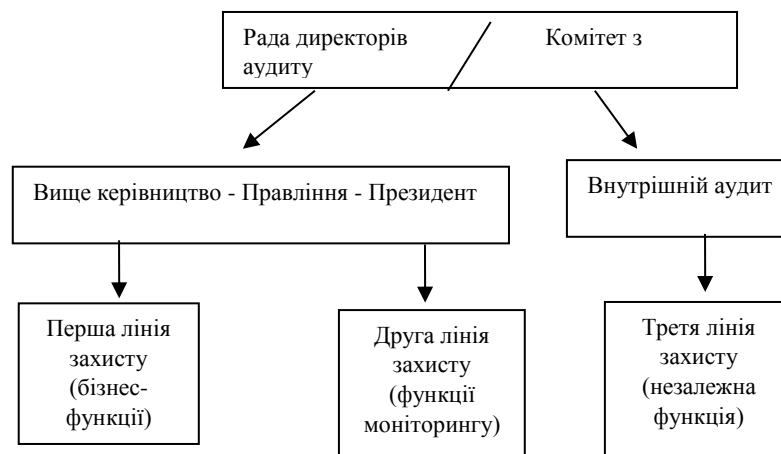 Рада директорів Комітет з
аудиту
Вище керівництво - Правління - Президент
Внутрішній аудит
Перша лінія
захисту
(бізнес-
функції)
Друга лінія
захисту
(функції
моніторингу)
Третя лінія
захисту
(незалежна
функція)